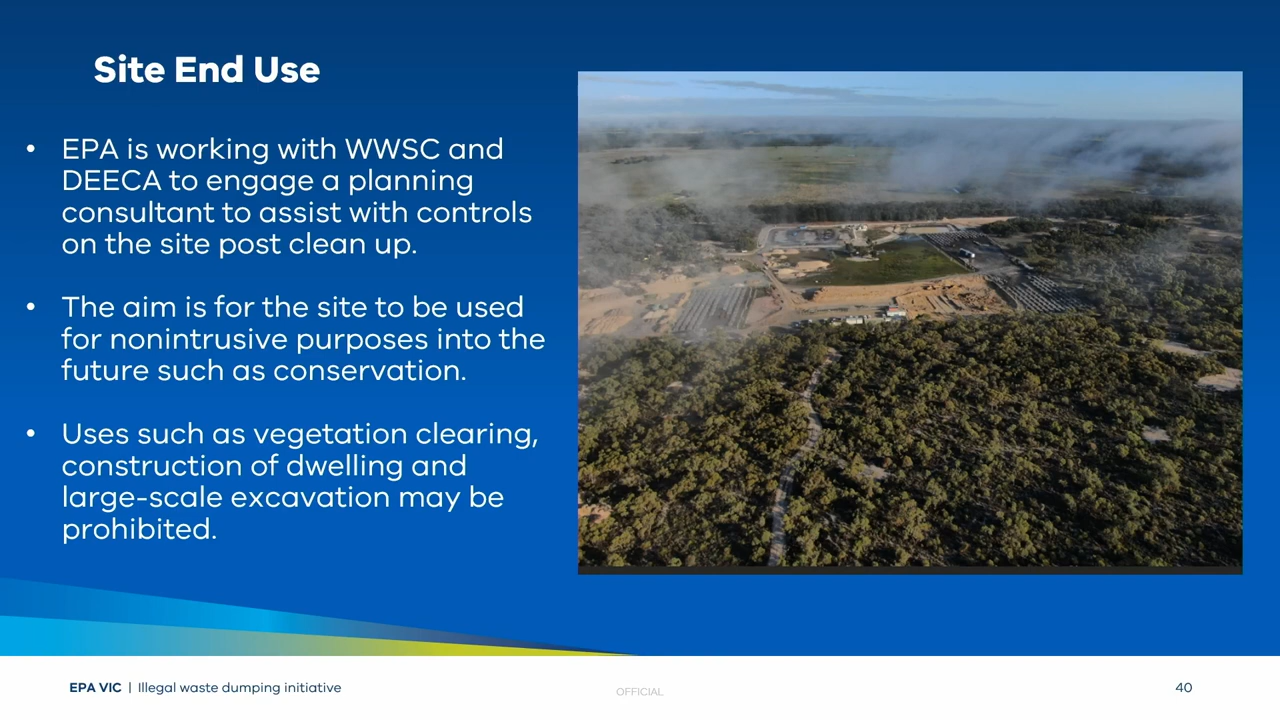 Site End Use
• EPA is working with WWSC and
DEECA to engage a planning
consultant to assist with controls
on the site post clean up.
• The aim is for the site to be used
for nonintrusive purposes into the
future such as conservation.
• Uses such as vegetation clearing,
construction of dwelling and
large-scale excavation may be
prohibited.
EPA VIC | Illegal waste dumping initiative
OFFICIAL
40